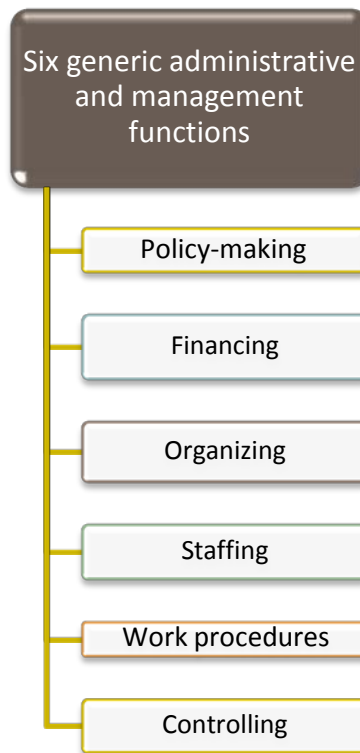 Six generic administrative
and management
functions
Policy-making
Financing
Organizing
Staffing
Work procedures
Controlling